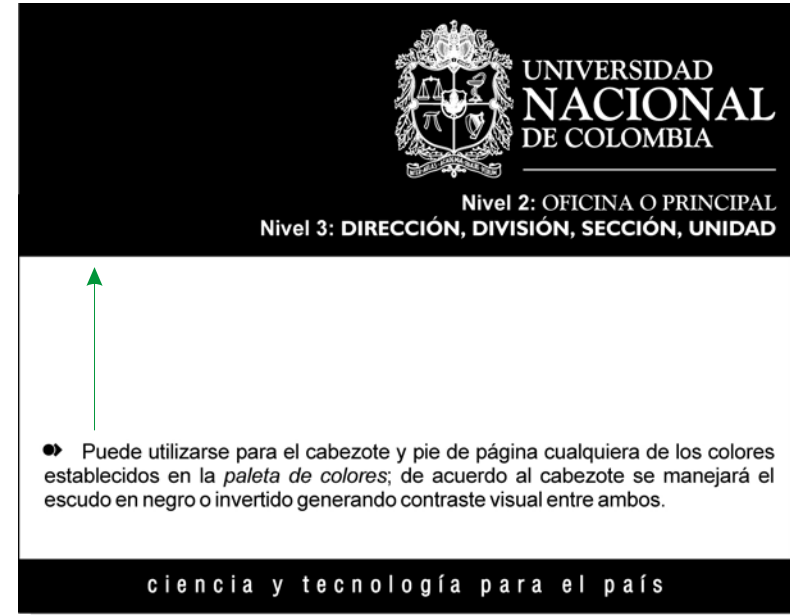 UNIVERSIDAD
NACIONAL
DE COLOMBIA
Nivel 2: OFICINA O PRINCIPAL
Nivel 3: DIRECCIÓN, DIVISIÓN, SECCIÓN, UNIDAD
Puede utilizarse para el cabezote y pie de página cualquiera de los colores
establecidos en la paleta de colores; de acuerdo al cabezote se manejará el
escudo en negro o invertido generando contraste visual entre ambos.
ciencia y tecnología para el país